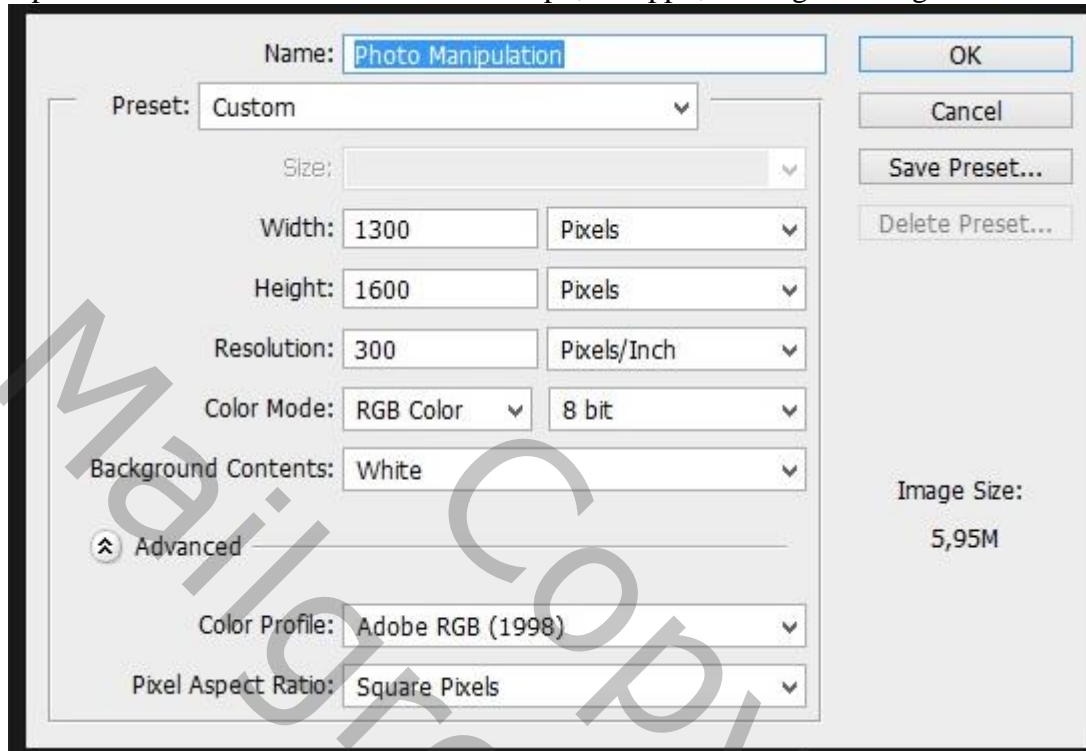 Name: Photo Manipulation
OK
Preset: Custom
Cancel
Size:
Save Preset...
Width: 1300 Pixels
Delete Preset...
Height: 1600 Pixels
Resolution: 300 Pixels/Inch
Color Mode: RGB Color 8 bit
Background Contents: White
Image Size:
5,95M
Advanced
Color Profile: Adobe RGB (1998)
Pixel Aspect Ratio: Square Pixels